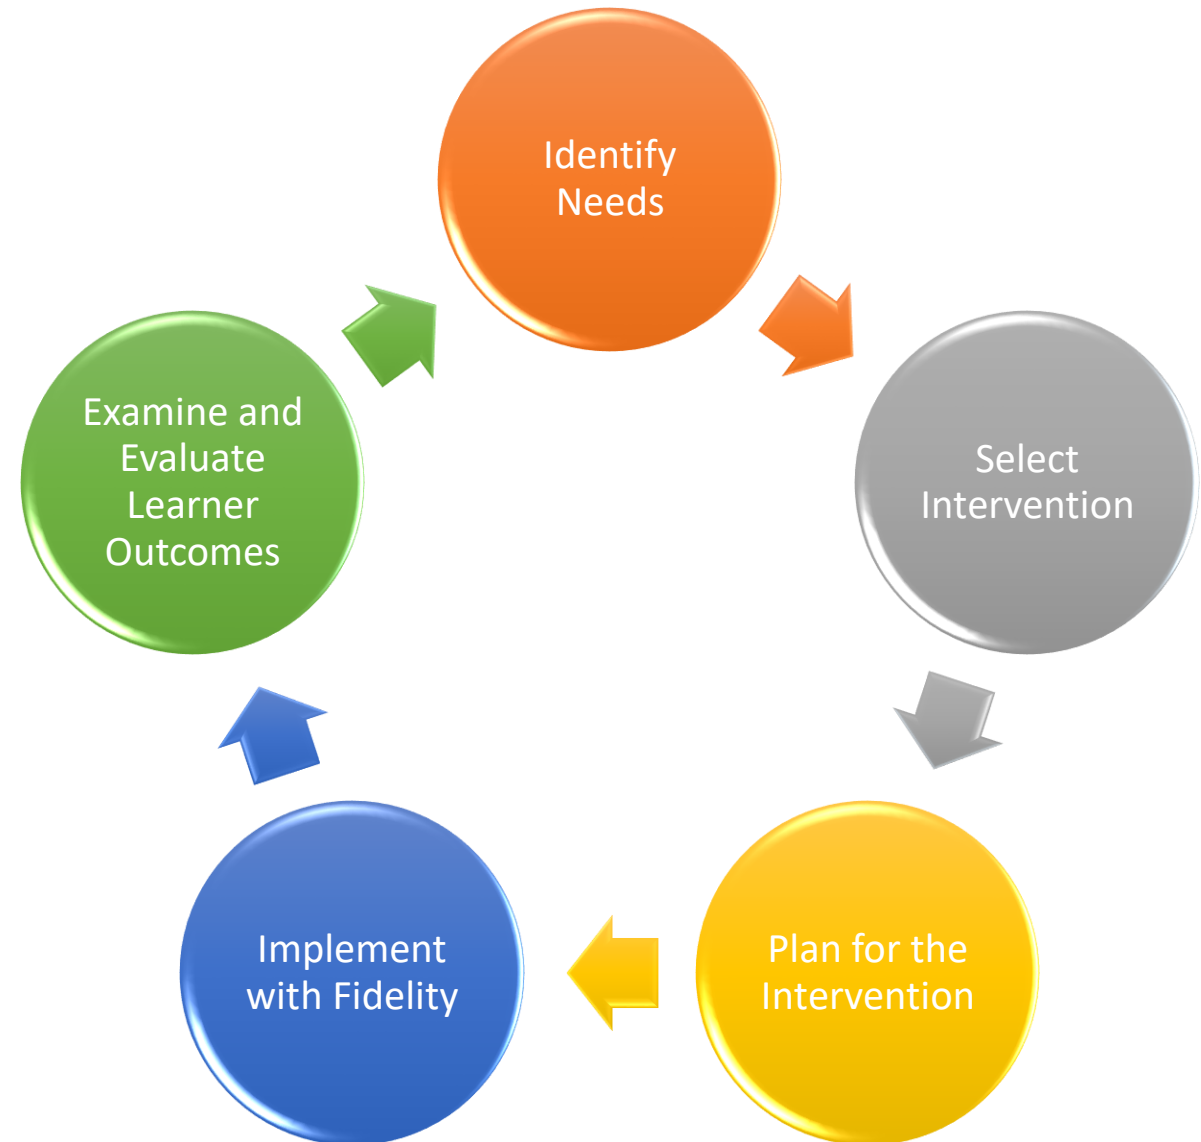 Identify
Needs
Select
Intervention
Plan for the
Intervention
Implement
with Fidelity
Examine and
Evaluate
Learner
Outcomes